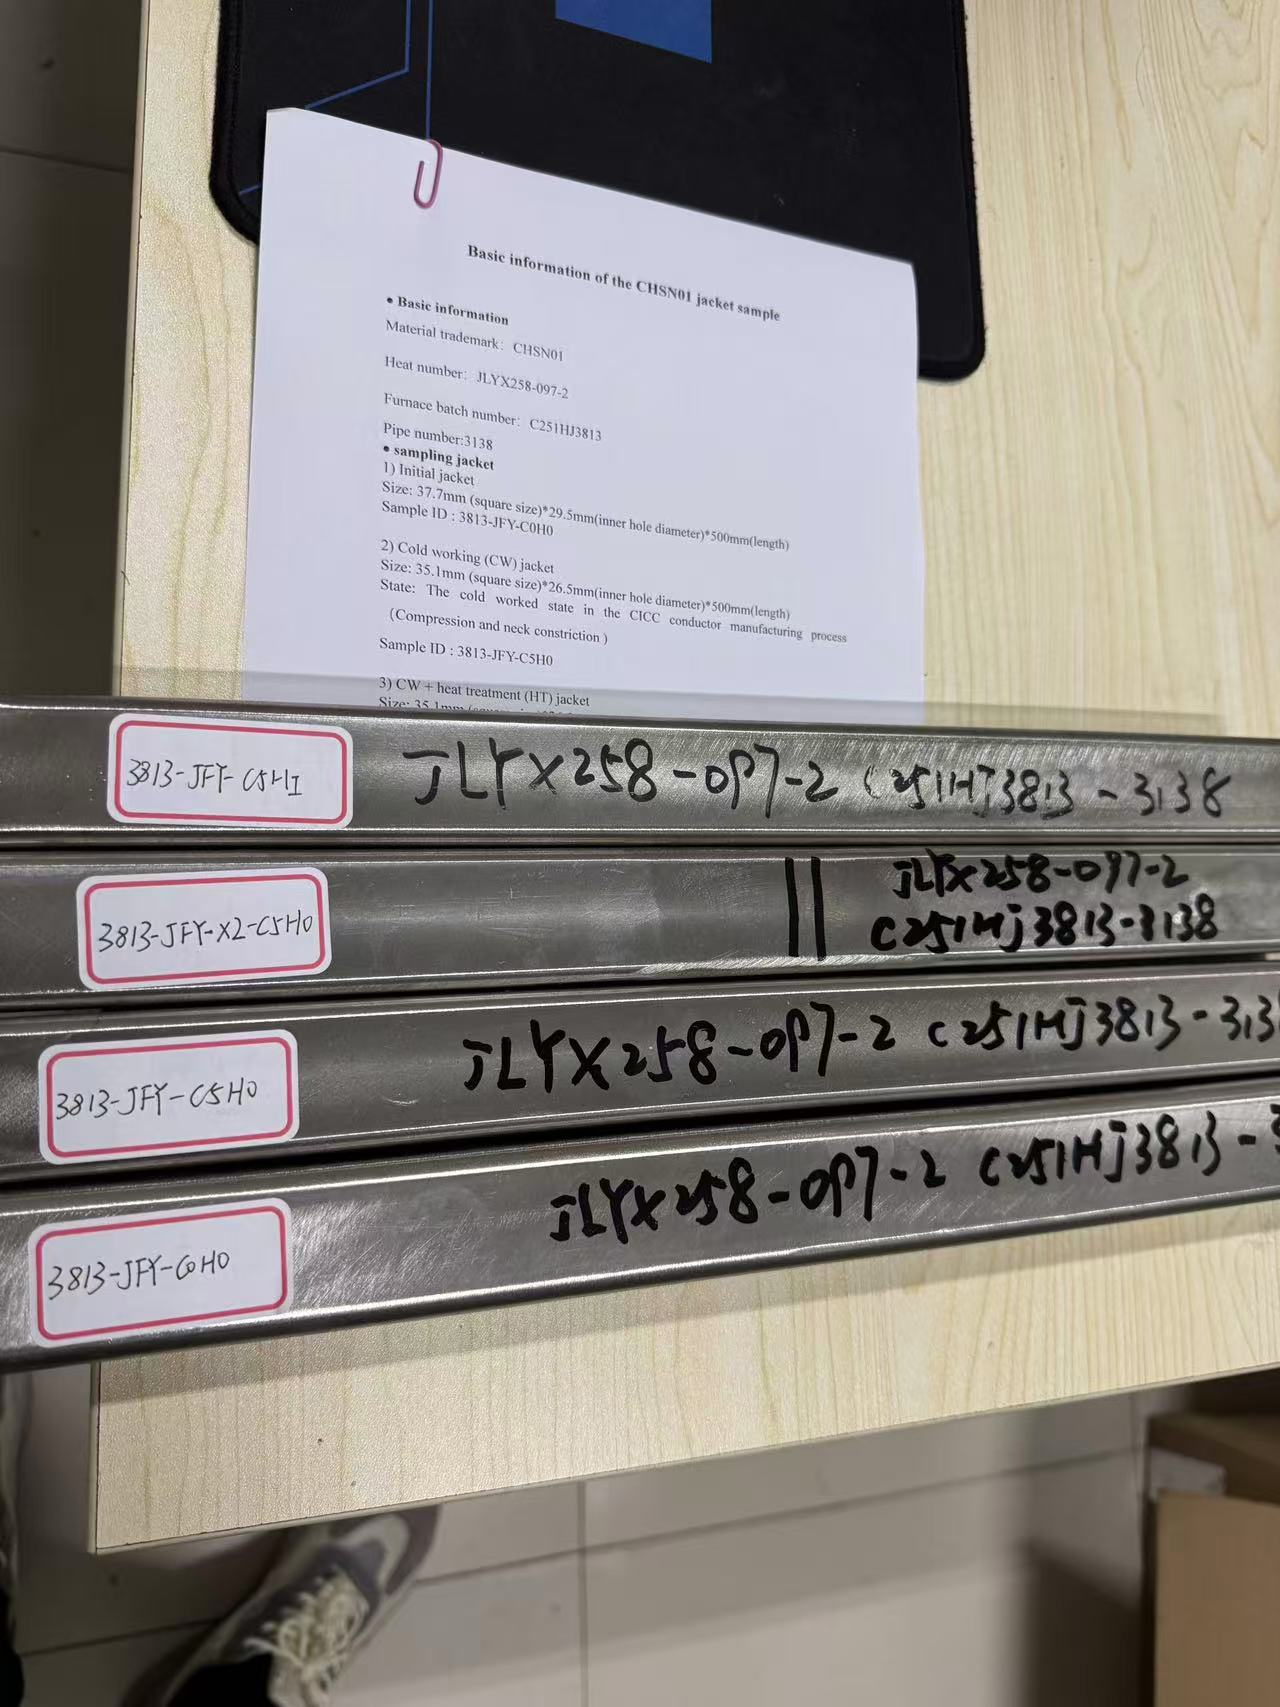 Basic information of the CHSN01 jacket sample
● Basic information
Material trademark: CHSN01
Heat number: JLYX258-097-2
Furnace batch number: C251HJ3813
Pipe number:3138
● sampling jacket
1) Initial jacket
Size: 37.7mm (square size)*29.5mm(inner hole diameter)*500mm(length)
Sample ID : 3813-JFY-C0H0
2) Cold working (CW) jacket
Size: 35.1mm (square size)*26.5mm(inner hole diameter)*500mm(length)
State: The cold worked state in the CICC conductor manufacturing process
(Compression and neck constriction )
Sample ID : 3813-JFY-C5H0
3) CW + heat treatment (HT) jacket
Size: 35.1mm
3813-JFY-C5H1
JLYX258-097-2 C251HJ3813-3138
3813-JFY-X2-C5H0
JLYX258-097-2
C251HJ3813-3138
3813-JFY-C5H0
JLYX258-097-2 C251HJ3813-313
3813-JFY-C0H0
JLYX258-097-2 C251HJ3813-